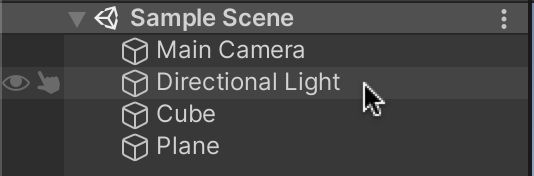 Sample Scene
Main Camera
Directional Light
Cube
Plane